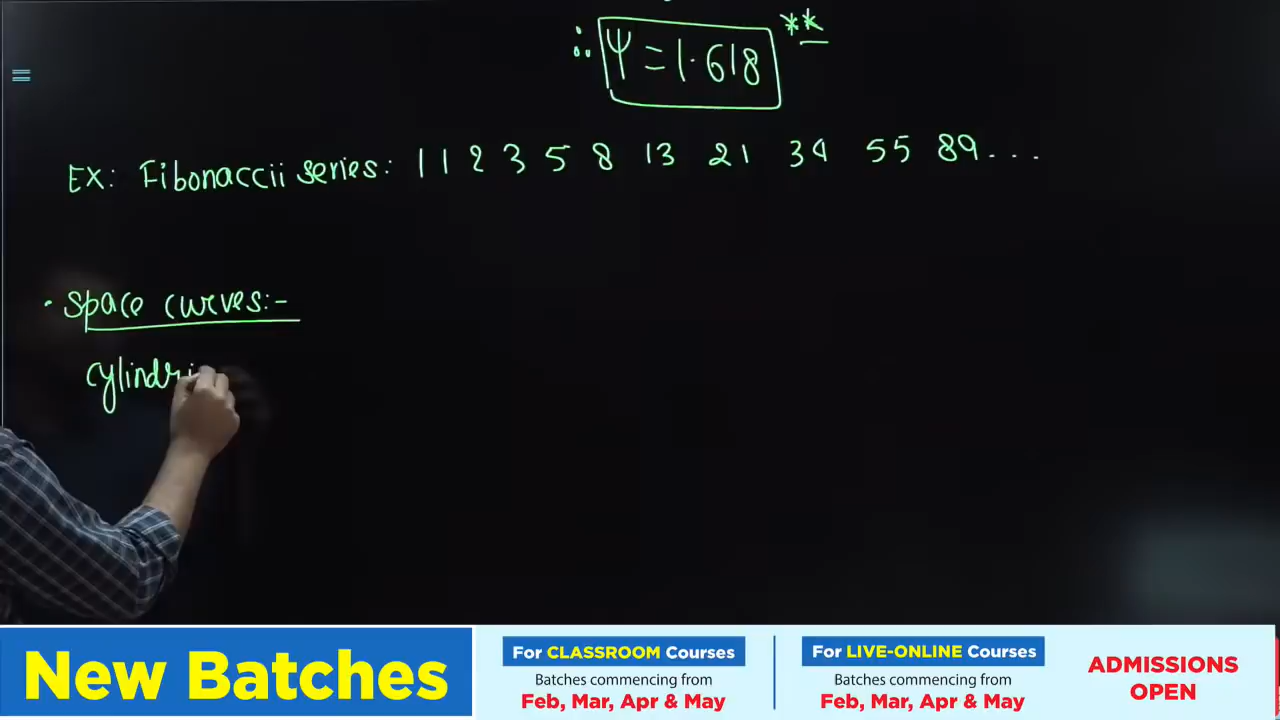 ∴ Ψ = 1.618 **
Ex: Fibonaccii series: 1 1 2 3 5 8 13 21 34 55 89...
• Space curves:-
cylindri
New Batches
For CLASSROOM Courses
Batches commencing from
Feb, Mar, Apr & May
For LIVE-ONLINE Courses
Batches commencing from
Feb, Mar, Apr & May
ADMISSIONS
OPEN